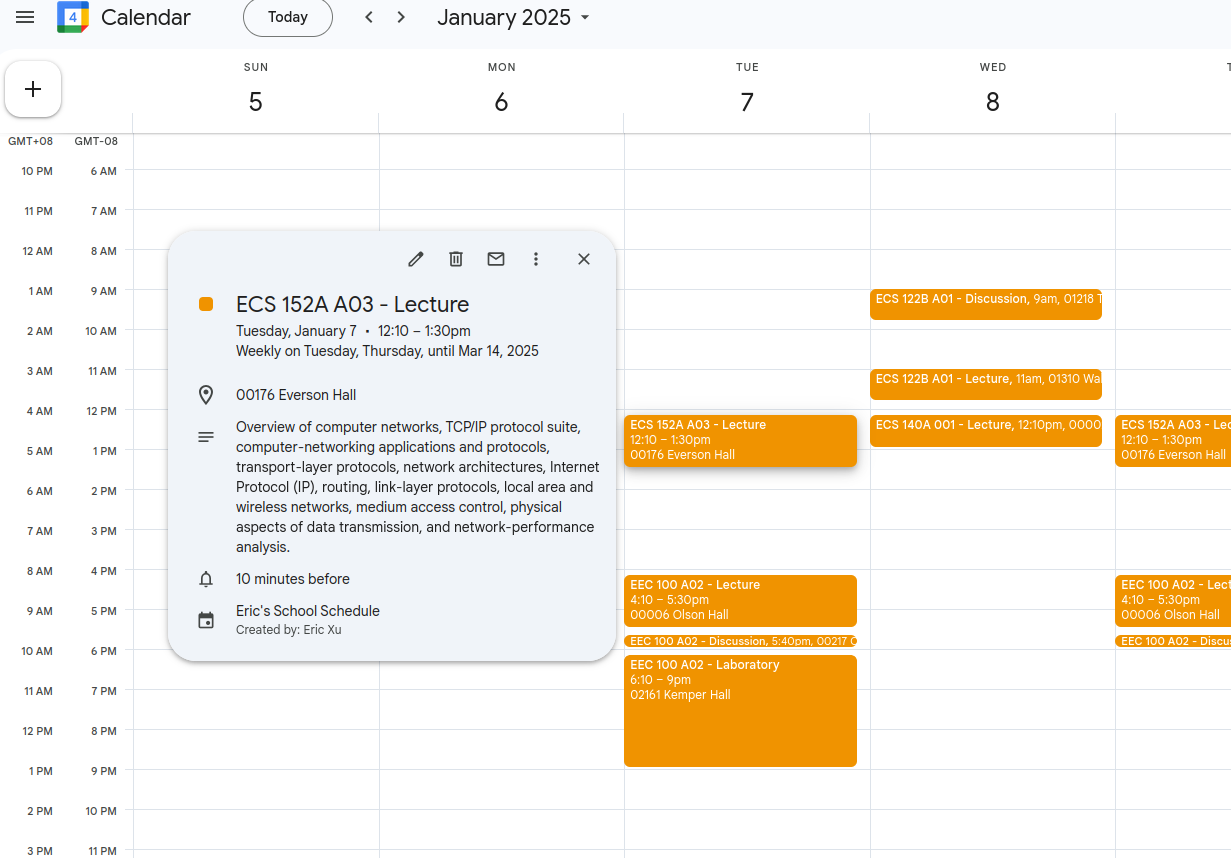 4
Calendar
Today
January 2025
SUN
MON
TUE
WED
5
6
7
8
GMT+08
GMT-08
10 PM
6 AM
11 PM
7 AM
12 AM
8 AM
1 AM
9 AM
2 AM
10 AM
3 AM
11 AM
4 AM
12 PM
5 AM
1 PM
6 AM
2 PM
7 AM
3 PM
8 AM
4 PM
9 AM
5 PM
10 AM
6 PM
11 AM
7 PM
12 PM
8 PM
1 PM
9 PM
2 PM
10 PM
3 PM
11 PM
ECS 152A A03 - Lecture
Tuesday, January 7 • 12:10 – 1:30pm
Weekly on Tuesday, Thursday, until Mar 14, 2025
00176 Everson Hall
Overview of computer networks, TCP/IP protocol suite,
computer-networking applications and protocols,
transport-layer protocols, network architectures, Internet
Protocol (IP), routing, link-layer protocols, local area and
wireless networks, medium access control, physical
aspects of data transmission, and network-performance
analysis.
10 minutes before
Eric's School Schedule
Created by: Eric Xu
ECS 152A A03 - Lecture
12:10 – 1:30pm
00176 Everson Hall
EEC 100 A02 - Lecture
4:10 – 5:30pm
00006 Olson Hall
EEC 100 A02 - Discussion, 5:40pm, 00217
EEC 100 A02 - Laboratory
6:10 – 9pm
02161 Kemper Hall
ECS 122B A01 - Discussion, 9am, 01218
ECS 122B A01 - Lecture, 11am, 01310
ECS 140A 001 - Lecture, 12:10pm, 0000
ECS 152A A03 - Lec
12:10 – 1:30pm
00176 Everson Hall
EEC 100 A02 - Lect
4:10 – 5:30pm
00006 Olson Hall
EEC 100 A02 - Discus